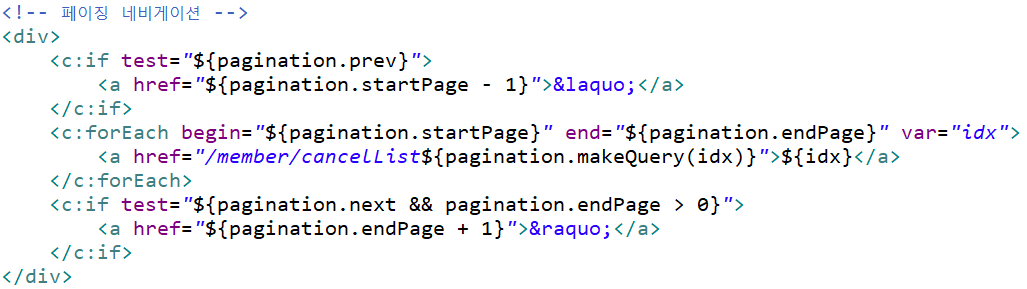 <!-- 페이징 네비게이션 -->
<div>
    <c:if test="${pagination.prev}">
        <a href="${pagination.startPage - 1}">&laquo;</a>
    </c:if>
    <c:forEach begin="${pagination.startPage}" end="${pagination.endPage}" var="idx">
        <a href="/member/cancelList${pagination.makeQuery(idx)}">${idx}</a>
    </c:forEach>
    <c:if test="${pagination.next && pagination.endPage > 0}">
        <a href="${pagination.endPage + 1}">&raquo;</a>
    </c:if>
</div>